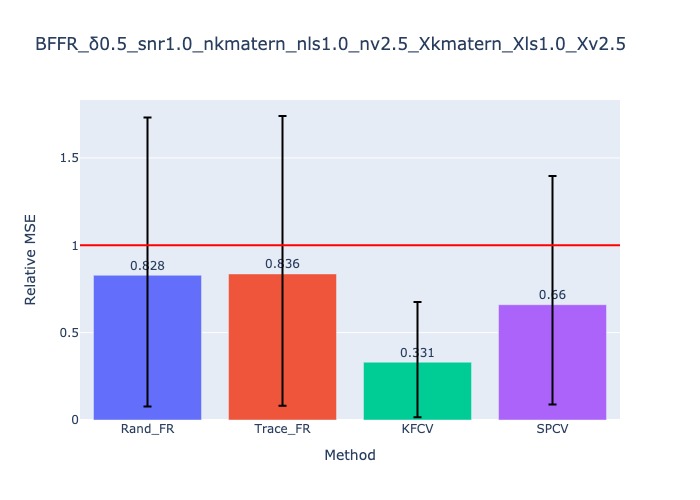 BFFR_δ0.5_snr1.0_nkmatern_nls1.0_nv2.5_Xkmatern_Xls1.0_Xv2.5
Relative MSE
1.5
1
0.5
0
0.828
0.836
0.331
0.66
Rand_FR
Trace_FR
KFCV
SPCV
Method